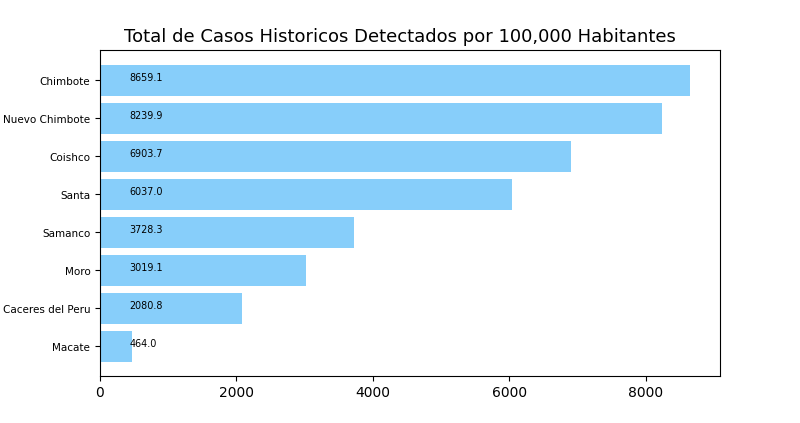 Total de Casos Historicos Detectados por 100,000 Habitantes
Chimbote 8659.1
Nuevo Chimbote 8239.9
Coishco 6903.7
Santa 6037.0
Samanco 3728.3
Moro 3019.1
Caceres del Peru 2080.8
Macate 464.0
0 2000 4000 6000 8000